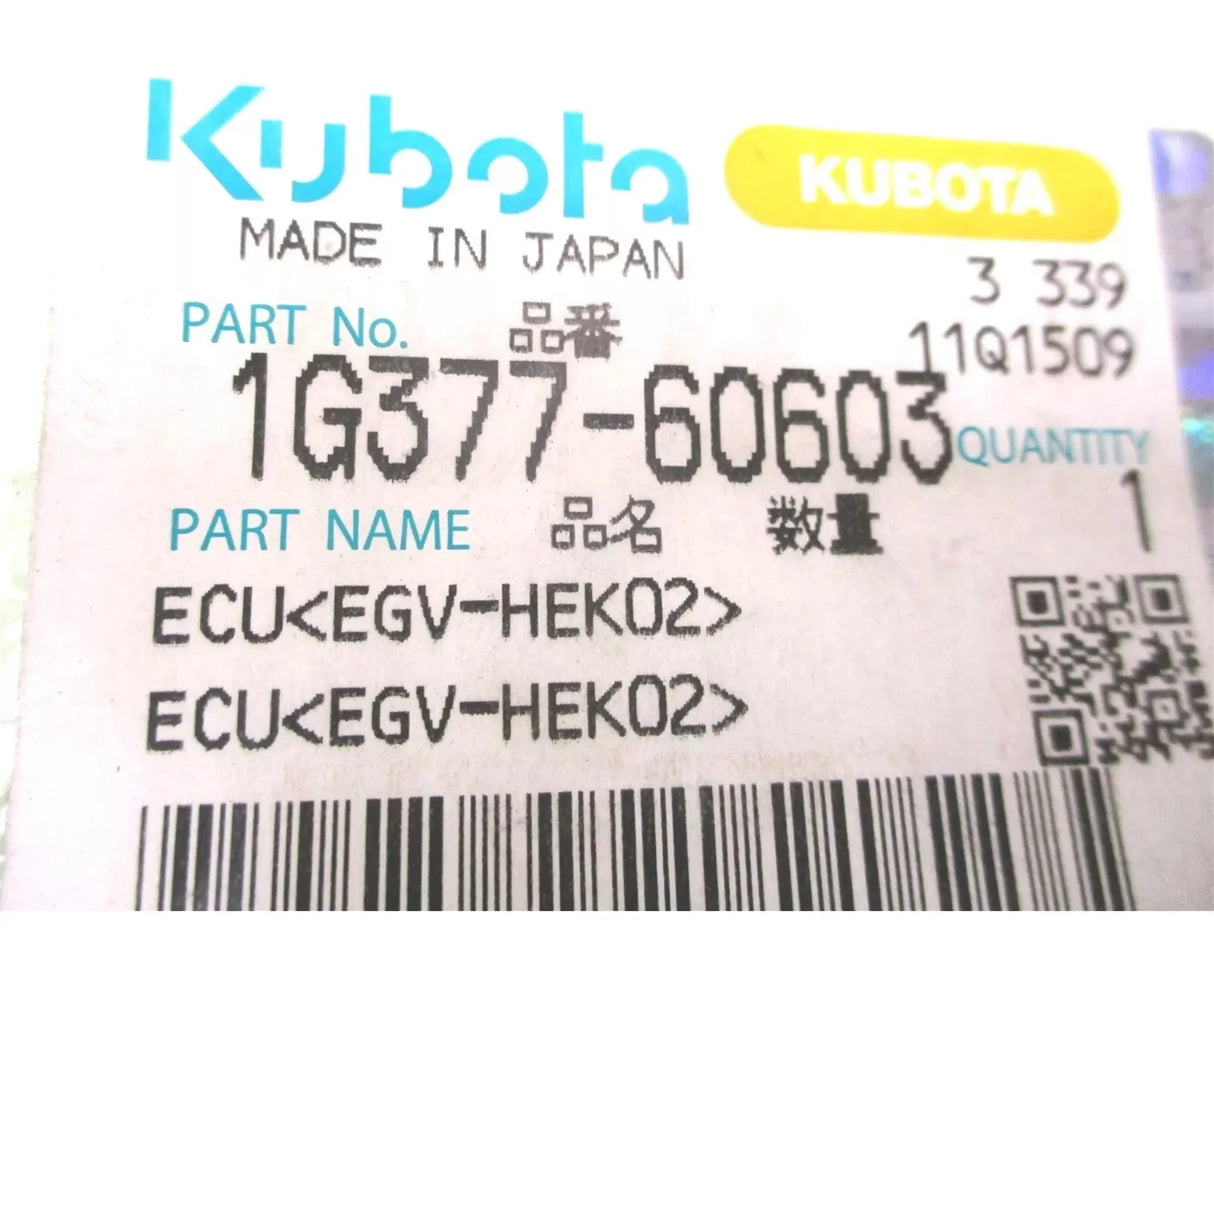 Kubota
KUBOTA
MADE IN JAPAN
3 339
PART No. 品番
11Q1509
1G377-60603
QUANTITY
PART NAME 品名 数量 1
ECU<EGV-HEK02>
ECU<EGV-HEK02>